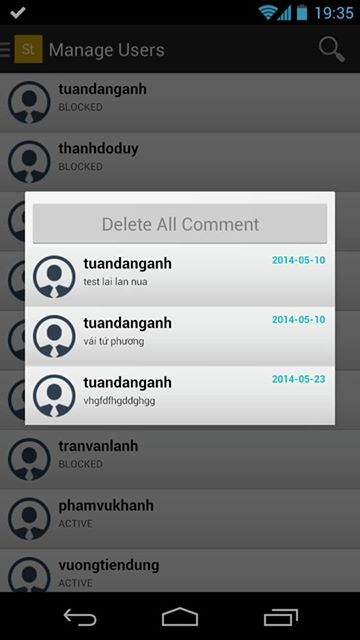 19:35
St Manage Users
tuandanganh
BLOCKED
thanhdoduy
BLOCKED
Delete All Comment
tuandanganh 2014-05-10
test lai lan nua
tuandanganh 2014-05-10
vái tứ phương
tuandanganh 2014-05-23
vhgfdfhgddghgg
tranvanlanh
BLOCKED
phamvukhanh
ACTIVE
vuongtiendung
ACTIVE